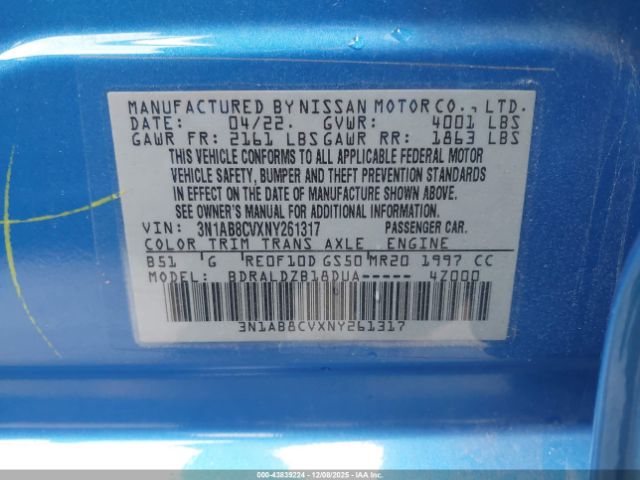 MANUFACTURED BY NISSAN MOTOR CO., LTD.
DATE: 04/22. GVWR: 4001 LBS
GAWR FR: 2161 LBS GAWR RR: 1863 LBS
THIS VEHICLE CONFORMS TO ALL APPLICABLE FEDERAL MOTOR
VEHICLE SAFETY, BUMPER AND THEFT PREVENTION STANDARDS
IN EFFECT ON THE DATE OF MANUFACTURE SHOWN ABOVE.
SEE OWNER'S MANUAL FOR ADDITIONAL INFORMATION.
VIN: 3N1AB8CVXNY261317 PASSENGER CAR.
COLOR TRIM TRANS AXLE ENGINE
B51 G RE0F10D GS50 MR20 1997 CC
MODEL: BDRALDZB18DUA----- 4Z000
3N1AB8CVXNY261317
000-43839224 | 12/08/2025 - IAA Inc.